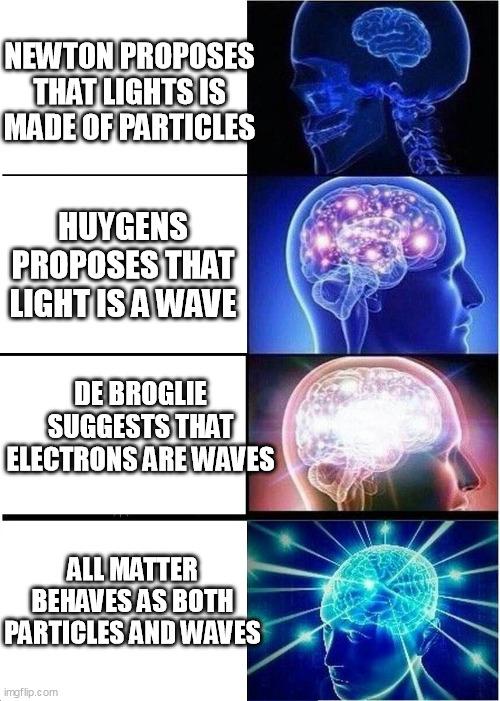 NEWTON PROPOSES
THAT LIGHTS IS
MADE OF PARTICLES
HUYGENS
PROPOSES THAT
LIGHT IS A WAVE
DE BROGLIE
SUGGESTS THAT
ELECTRONS ARE WAVES
ALL MATTER
BEHAVES AS BOTH
PARTICLES AND WAVES
imgflip.com